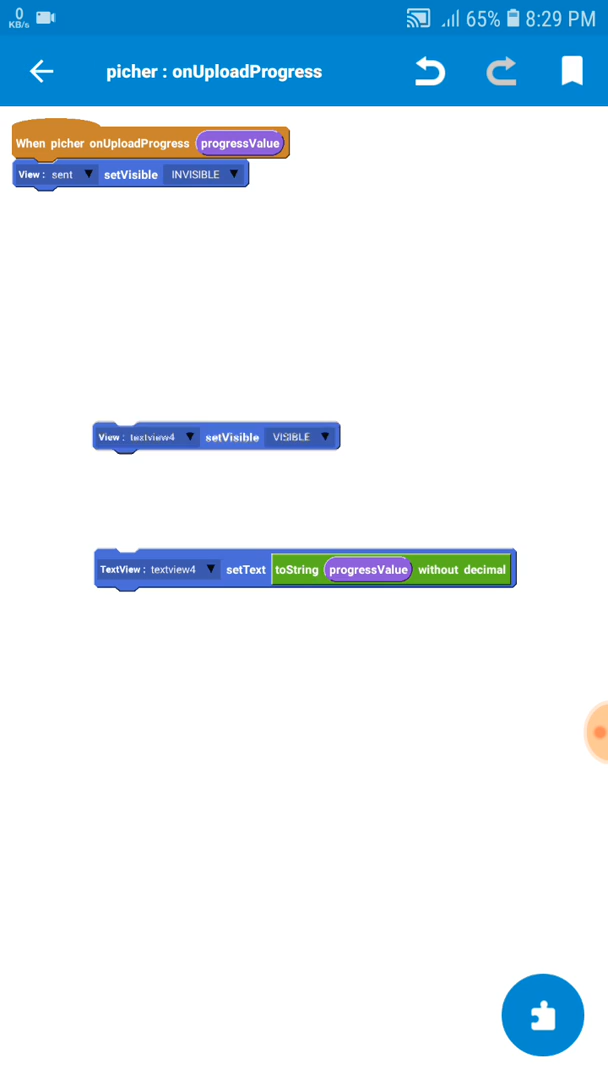 0
KB/s 65% 8:29 PM
picher : onUploadProgress
When picher onUploadProgress progressValue
View : sent setVisible INVISIBLE
View : textview4 setVisible VISIBLE
TextView : textview4 setText toString progressValue without decimal